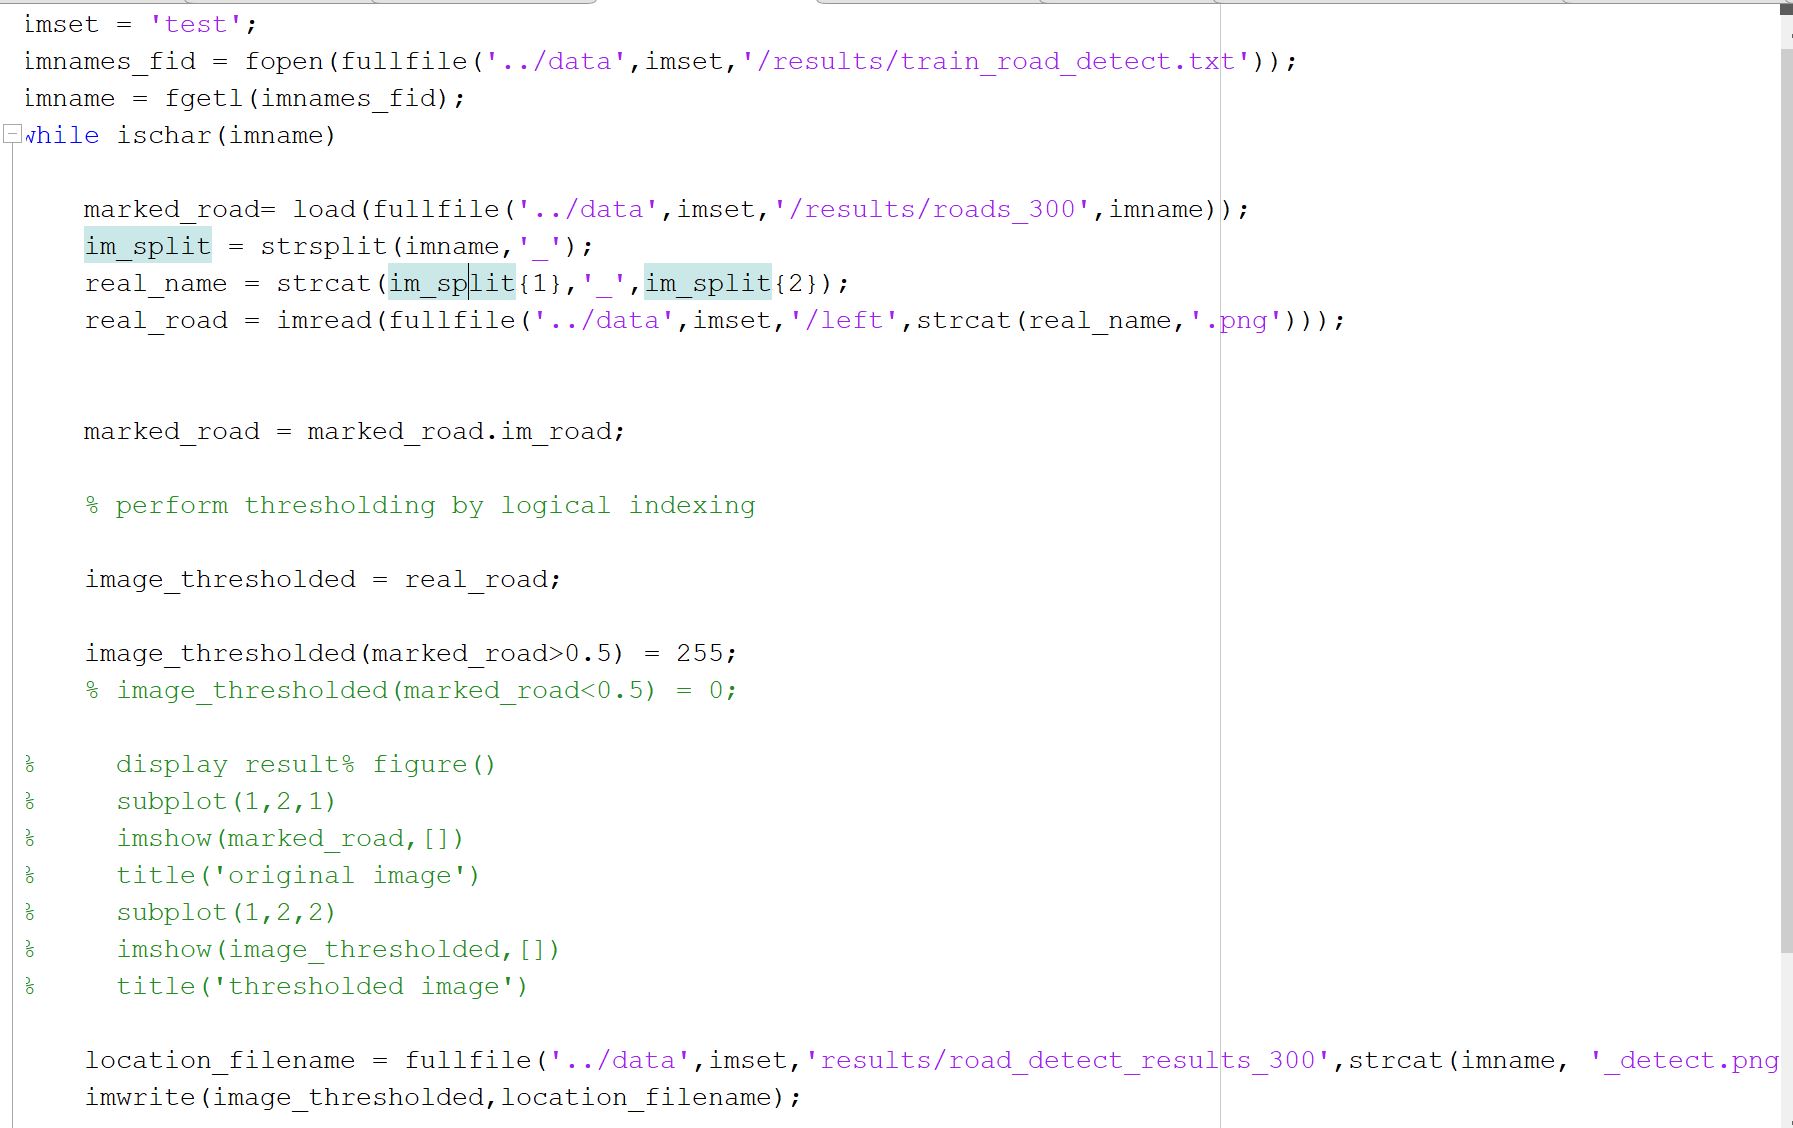 imset = 'test';
imnames_fid = fopen(fullfile('../data',imset,'/results/train_road_detect.txt'));
imname = fgetl(imnames_fid);
while ischar(imname)
marked_road= load(fullfile('../data',imset,'/results/roads_300',imname));
im_split = strsplit(imname,'_');
real_name = strcat(im_split{1},'_',im_split{2});
real_road = imread(fullfile('../data',imset,'/left',strcat(real_name,'.png')));
marked_road = marked_road.im_road;
% perform thresholding by logical indexing
image_thresholded = real_road;
image_thresholded(marked_road>0.5) = 255;
% image_thresholded(marked_road<0.5) = 0;
% display result% figure()
% subplot(1,2,1)
% imshow(marked_road,[])
% title('original image')
% subplot(1,2,2)
% imshow(image_thresholded,[])
% title('thresholded image')
location_filename = fullfile('../data',imset,'results/road_detect_results_300',strcat(imname, '_detect.png
imwrite(image_thresholded,location_filename);